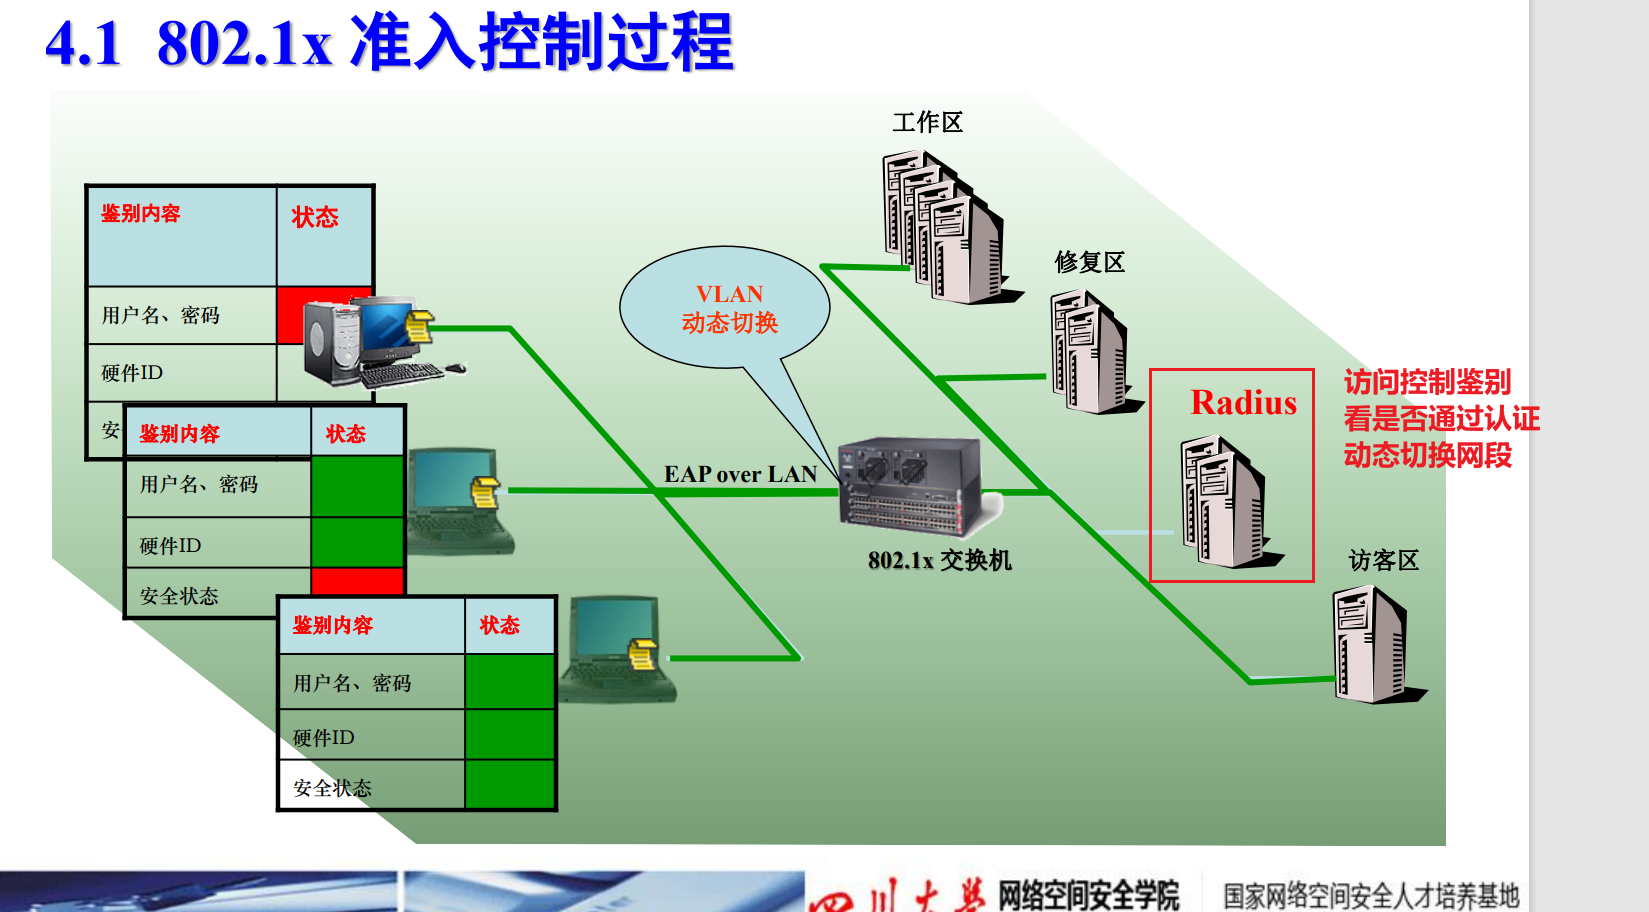 4.1 802.1x 准入控制过程
工作区
鉴别内容 状态
用户名、密码
硬件ID
安
VLAN
动态切换
修复区
Radius
访问控制鉴别
看是否通过认证
动态切换网段
鉴别内容 状态
用户名、密码
硬件ID
安全状态
EAP over LAN
802.1x 交换机
访客区
鉴别内容 状态
用户名、密码
硬件ID
安全状态
四川大学 网络空间安全学院 国家网络空间安全人才培养基地